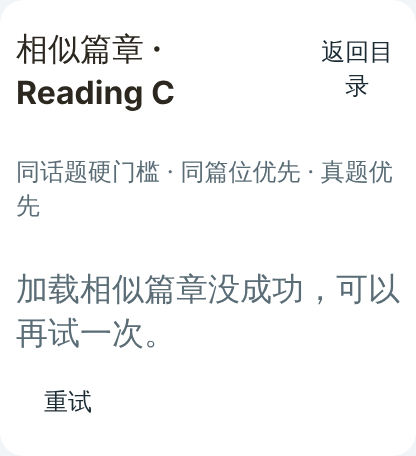 相似篇章 ·
Reading C
返回目
录
同话题硬门槛 · 同篇位优先 · 真题优
先
加载相似篇章没成功，可以
再试一次。
重试